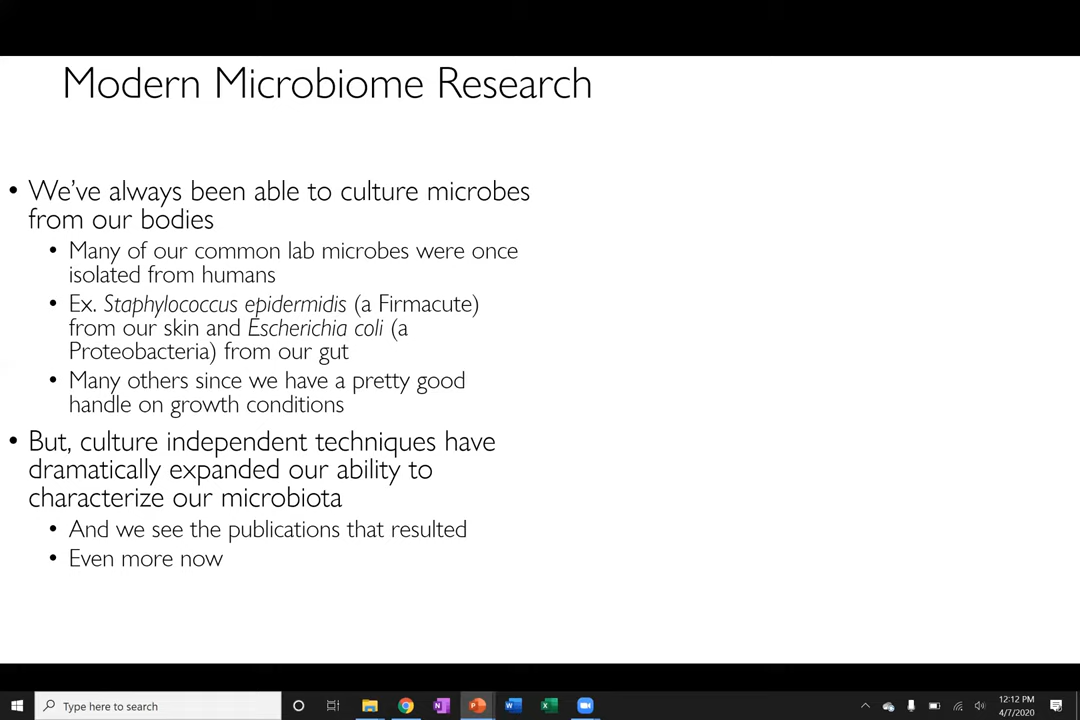 Modern Microbiome Research
• We've always been able to culture microbes
from our bodies
• Many of our common lab microbes were once
isolated from humans
• Ex. Staphylococcus epidermidis (a Firmacute)
from our skin and Escherichia coli (a
Proteobacteria) from our gut
• Many others since we have a pretty good
handle on growth conditions
• But, culture independent techniques have
dramatically expanded our ability to
characterize our microbiota
• And we see the publications that resulted
• Even more now
Type here to search
12:12 PM
4/7/2020